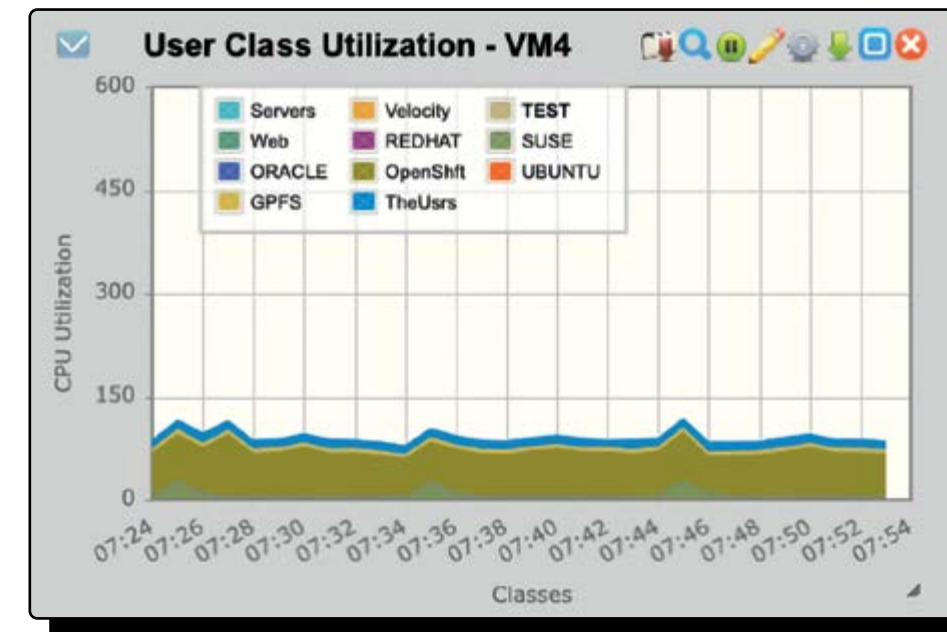 User Class Utilization - VM4
600
450
300
150
0
CPU Utilization
Servers Velocity TEST
Web REDHAT SUSE
ORACLE OpenShft UBUNTU
GPFS TheUsrs
07:24 07:26 07:28 07:30 07:32 07:34 07:36 07:38 07:40 07:42 07:44 07:46 07:48 07:50 07:52 07:54
Classes